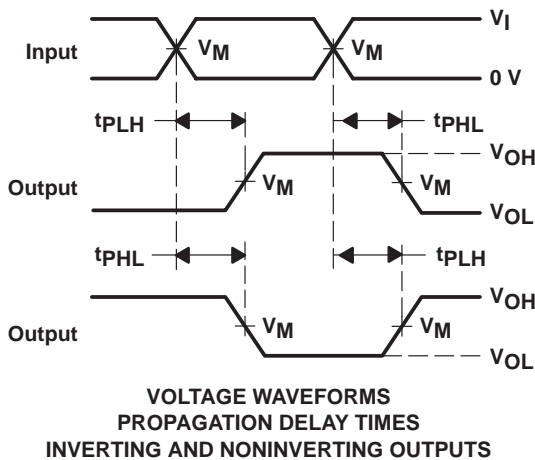 Input
VM
VM
VI
0 V
tPLH
tPHL
Output
VM
VM
VOH
VOL
tPHL
tPLH
Output
VM
VM
VOH
VOL
VOLTAGE WAVEFORMS
PROPAGATION DELAY TIMES
INVERTING AND NONINVERTING OUTPUTS